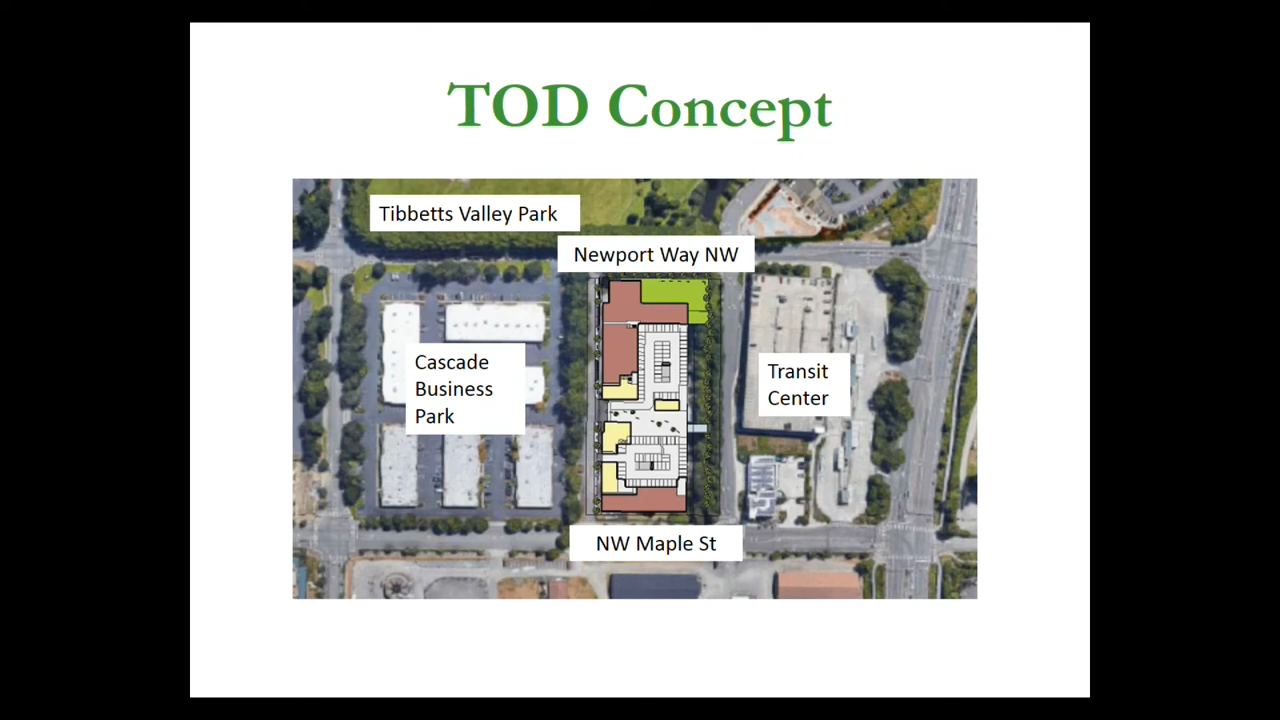 TOD Concept
Tibbetts Valley Park
Newport Way NW
Cascade
Business
Park
Transit
Center
NW Maple St